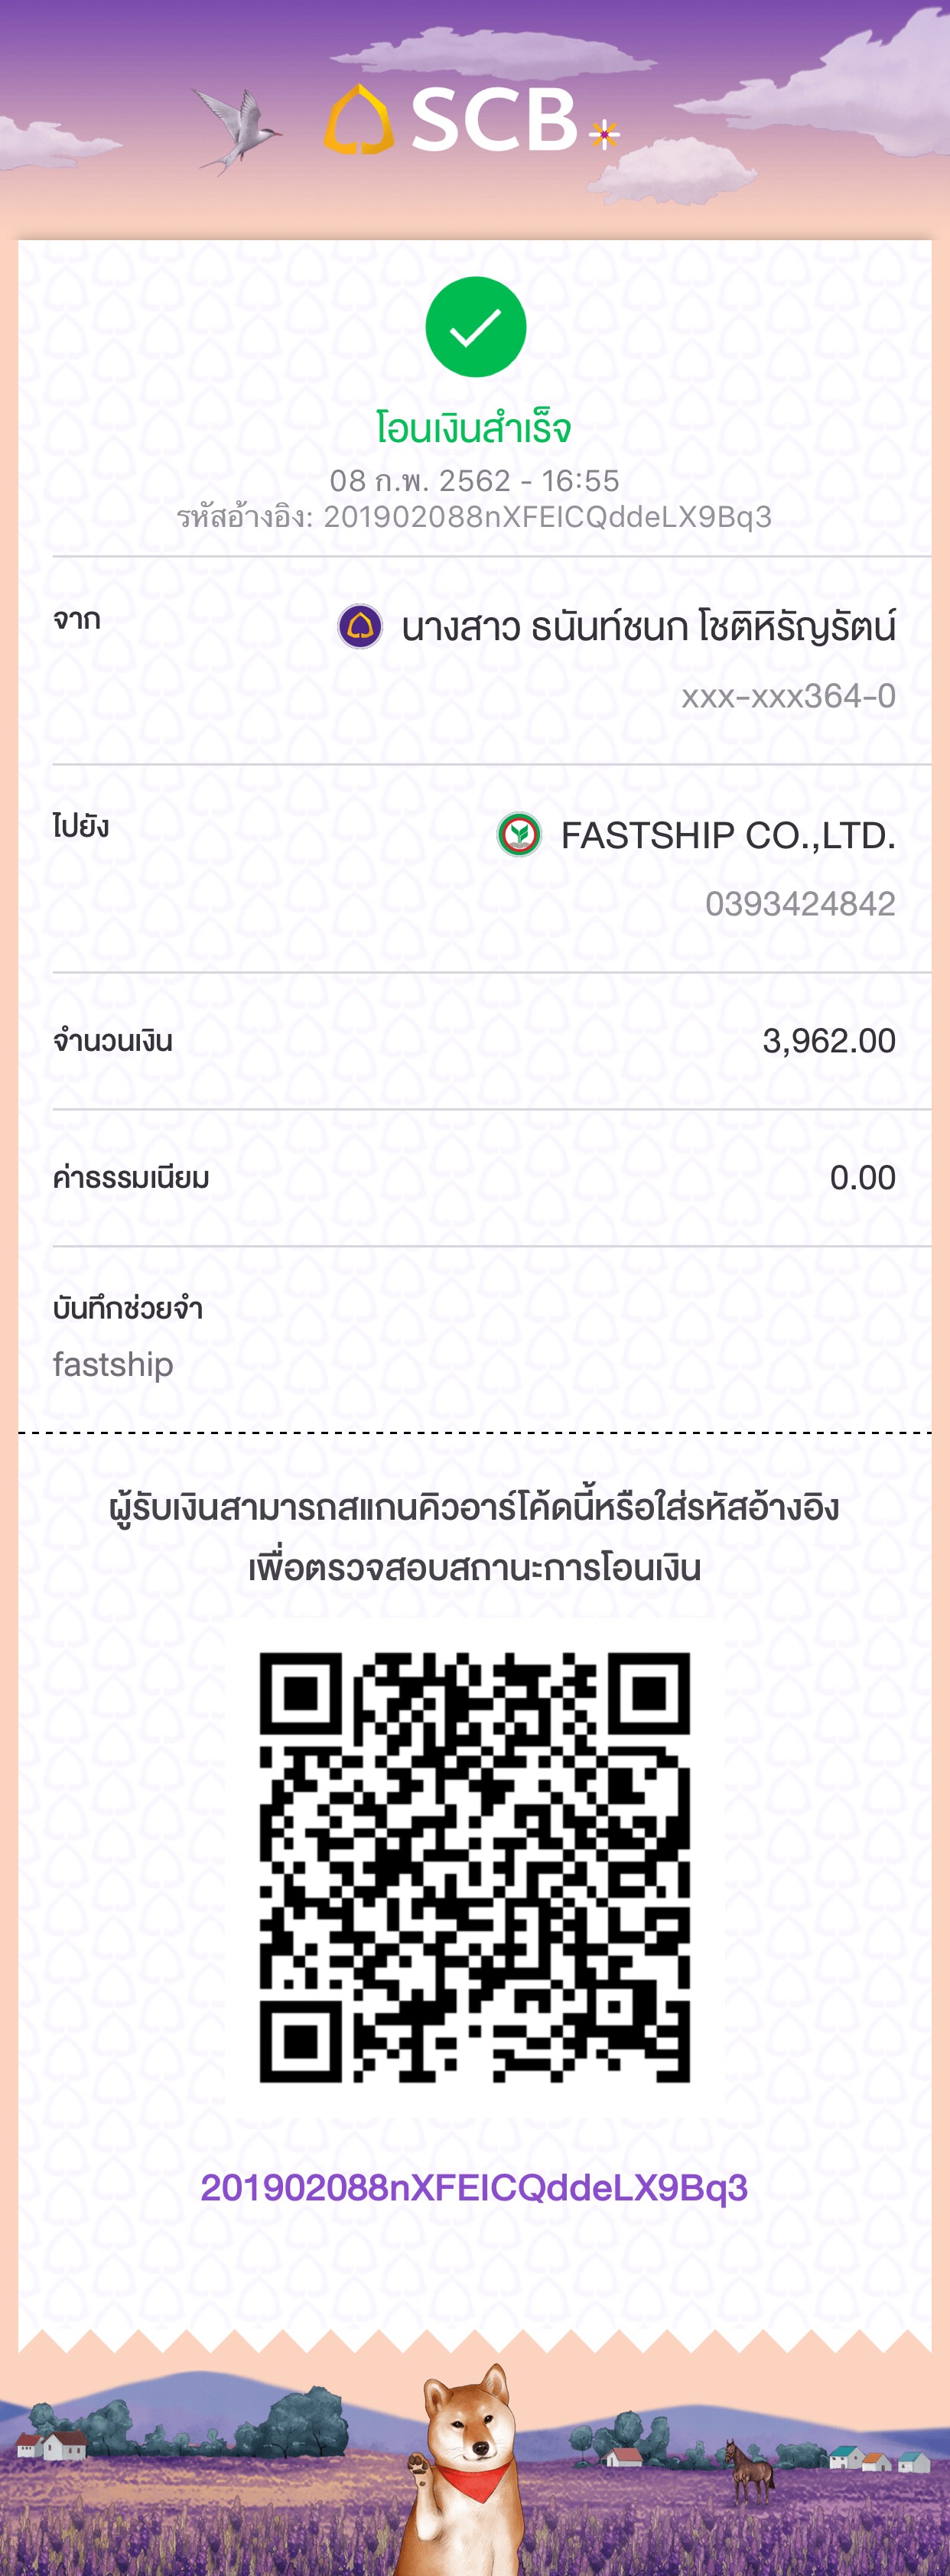 SCB
โอนเงินสำเร็จ
08 ก.พ. 2562 - 16:55
รหัสอ้างอิง: 201902088nXFEICQddeLX9Bq3
จาก
นางสาว ธนันท์ชนก โชติหิรัญรัตน์
xxx-xxx364-0
ไปยัง
FASTSHIP CO.,LTD.
0393424842
จำนวนเงิน 3,962.00
ค่าธรรมเนียม 0.00
บันทึกช่วยจำ
fastship
ผู้รับเงินสามารถสแกนคิวอาร์โค้ดนี้หรือใส่รหัสอ้างอิง
เพื่อตรวจสอบสถานะการโอนเงิน
201902088nXFEICQddeLX9Bq3